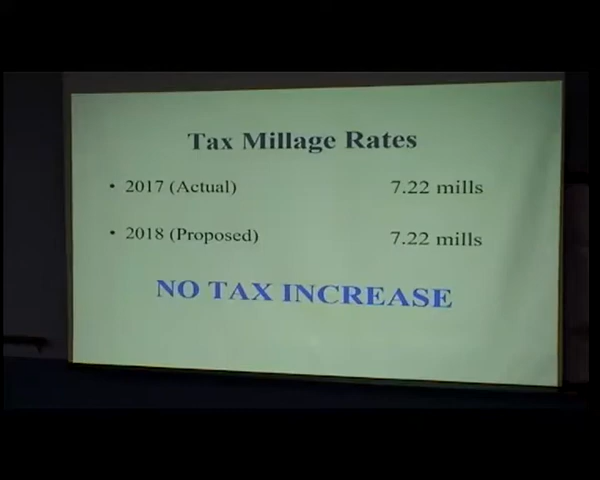 Tax Millage Rates
• 2017 (Actual) 7.22 mills
• 2018 (Proposed) 7.22 mills
NO TAX INCREASE